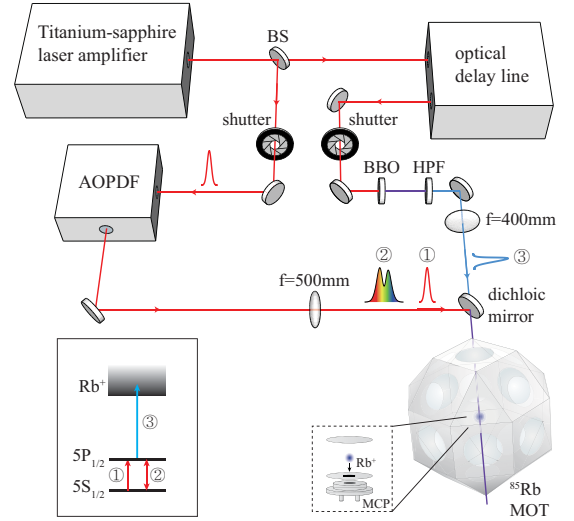 Titanium-sapphire
laser amplifier
BS
optical
delay line
shutter
shutter
AOPDF
BBO
HPF
f=400mm
②
①
③
f=500mm
dichloic
mirror
Rb⁺
③
5P₁/₂
①
②
5S₁/₂
Rb⁺
MCP
⁸⁵Rb
MOT